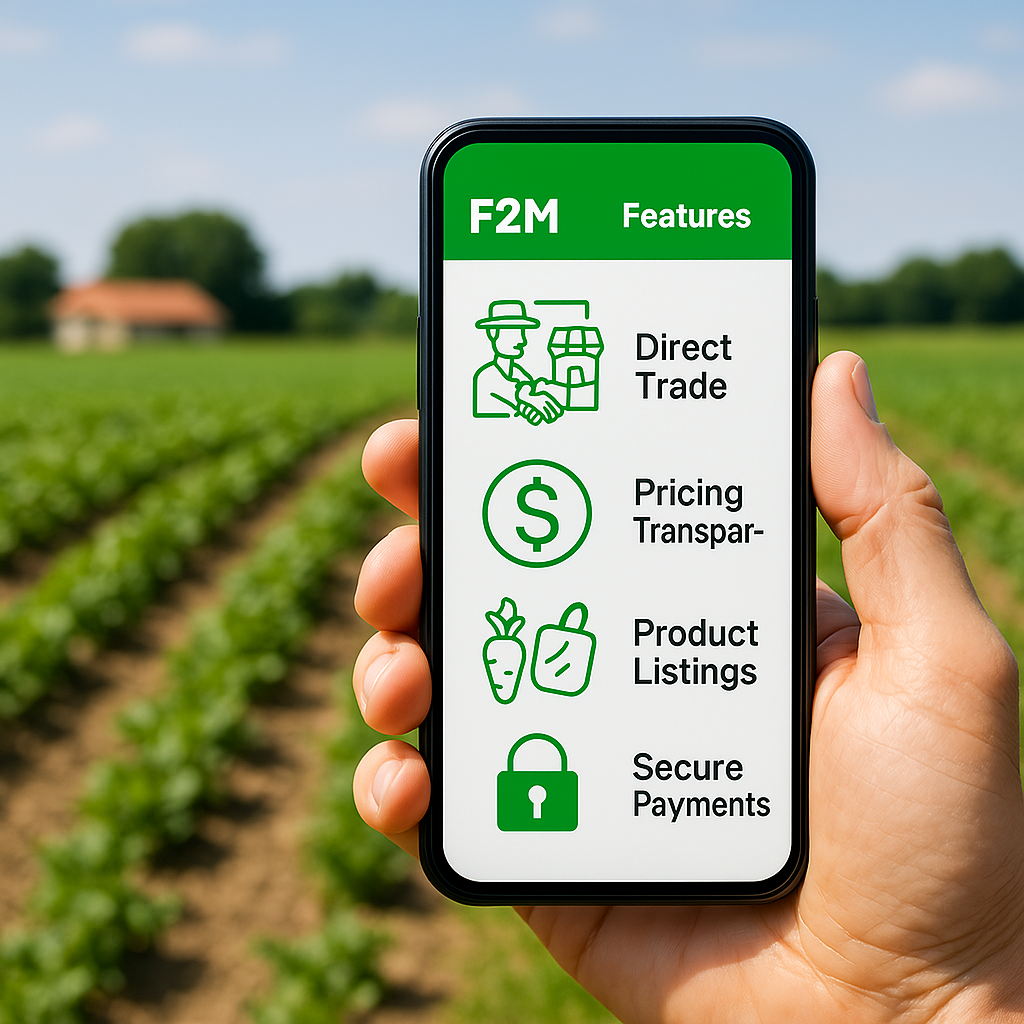 F2M Features
Direct
Trade
$
Pricing
Transpar-
Product
Listings
Secure
Payments